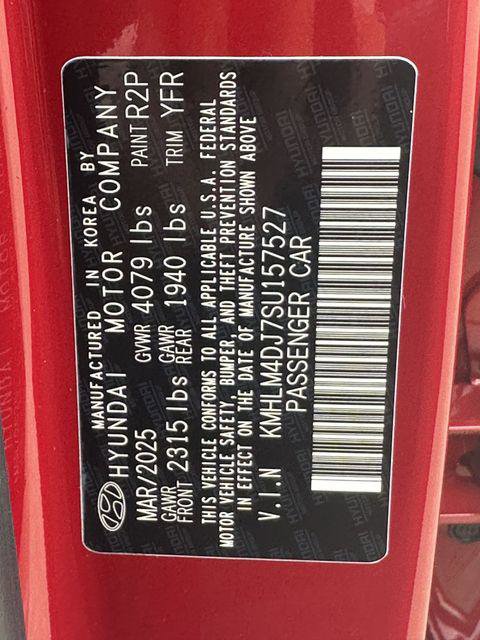 MANUFACTURED IN KOREA BY
HYUNDAI MOTOR COMPANY
MAR/2025 GVWR 4079 lbs PAINT R2P
GAWR FRONT 2315 lbs GAWR REAR 1940 lbs TRIM YFR
THIS VEHICLE CONFORMS TO ALL APPLICABLE U.S.A. FEDERAL
MOTOR VEHICLE SAFETY, BUMPER, AND THEFT PREVENTION STANDARDS
IN EFFECT ON THE DATE OF MANUFACTURE SHOWN ABOVE
V.I.N KMHLM4DJ7SU157527
PASSENGER CAR